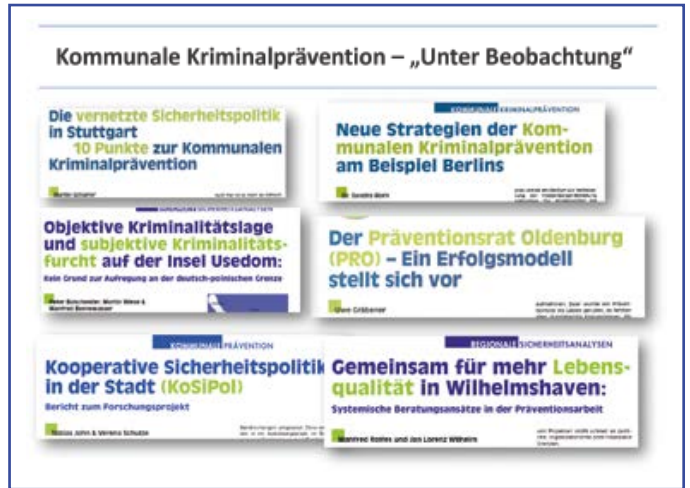 Kommunale Kriminalprävention – „Unter Beobachtung“
Die vernetzte Sicherheitspolitik
in Stuttgart
10 Punkte zur Kommunalen
Kriminalprävention
Martin Schairer
KOMMUNALE KRIMINALPRÄVENTION
Neue Strategien der Kom-
munalen Kriminalprävention
am Beispiel Berlins
SICHERHEITSANALYSEN
Objektive Kriminalitätslage
und subjektive Kriminalitäts-
furcht auf der Insel Usedom:
Kein Grund zur Aufregung an der deutsch-polnischen Grenze
Manfred Bornewasser
Der Präventionsrat Oldenburg
(PRO) – Ein Erfolgsmodell
stellt sich vor
Uwe
KOMMUNALE PRÄVENTION
Kooperative Sicherheitspolitik
in der Stadt (KoSiPol)
Bericht zum Forschungsprojekt
Tobias John & Verena Schulze
REGIONALE SICHERHEITSANALYSEN
Gemeinsam für mehr Lebens-
qualität in Wilhelmshaven:
Systemische Beratungsansätze in der Präventionsarbeit
Manfred Rolfes und Jan Lorenz Wilhelm